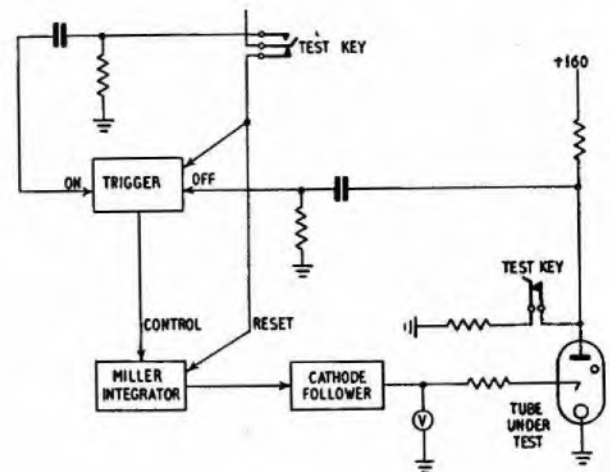 TEST KEY
+160
ON
TRIGGER
OFF
TEST KEY
CONTROL
RESET
MILLER
INTEGRATOR
CATHODE
FOLLOWER
V
TUBE
UNDER
TEST